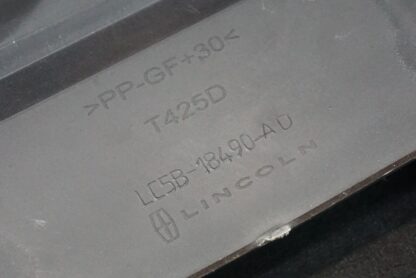 >PP-GF+30<
T425D
LC5B-18490-AD
LINCOLN